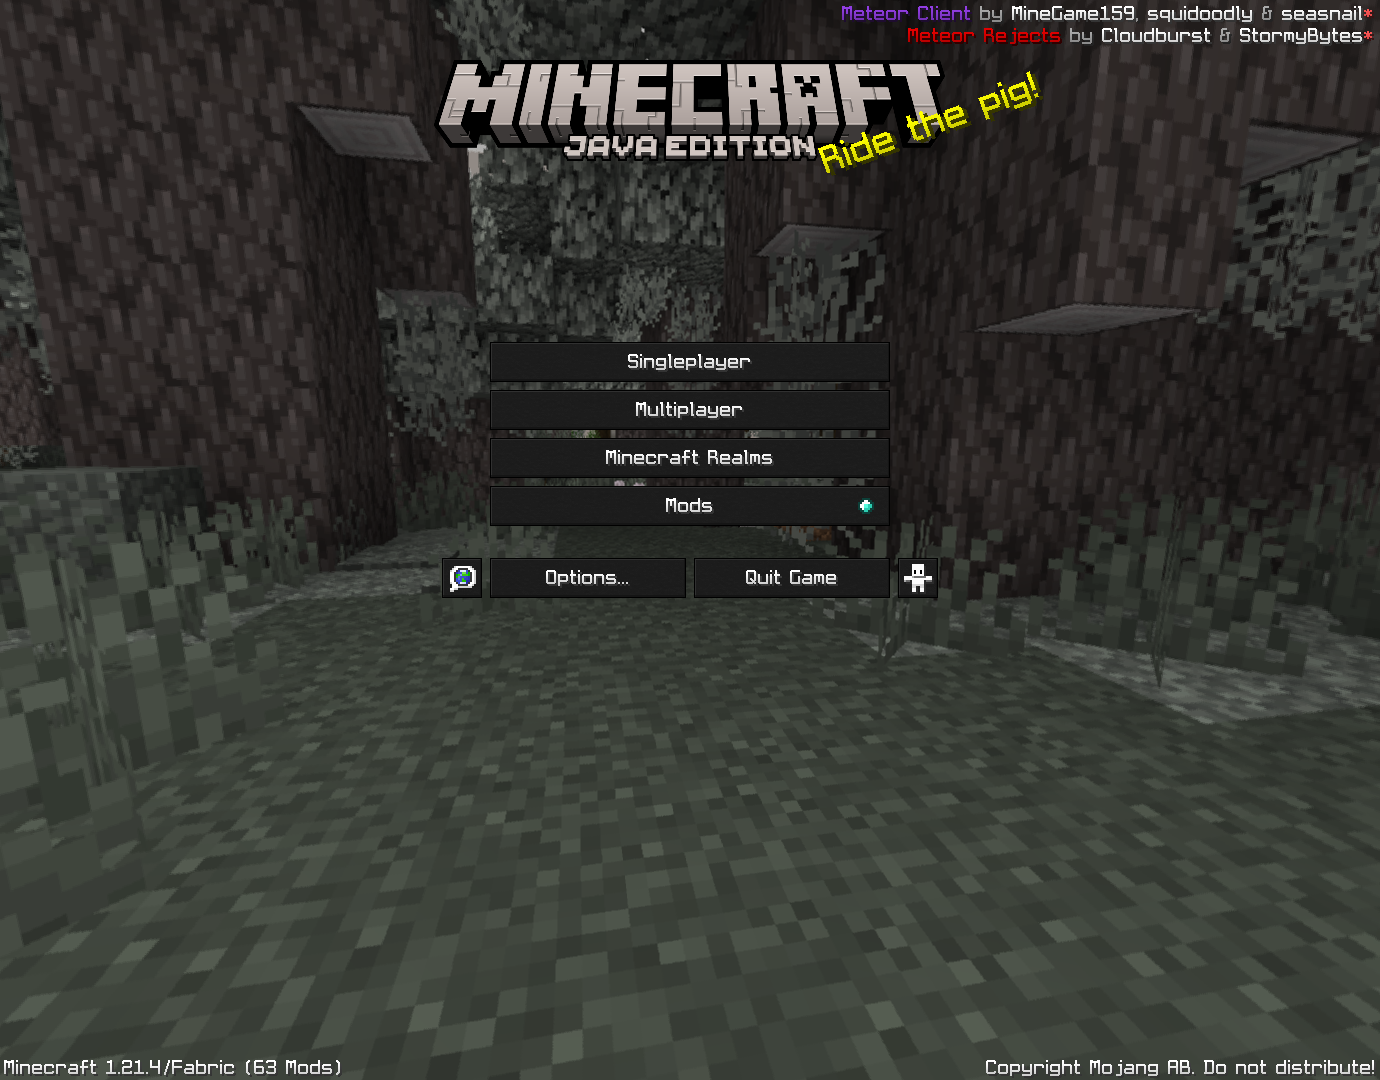 Meteor Client by MineGame159, squidoodly & seasnail*
Meteor Rejects by Cloudburst & StormyBytes*
MINECRAFT
JAVA EDITION
Ride the pig!
Singleplayer
Multiplayer
Minecraft Realms
Mods
Options...
Quit Game
Minecraft 1.21.4/Fabric (63 Mods)
Copyright Mojang AB. Do not distribute!